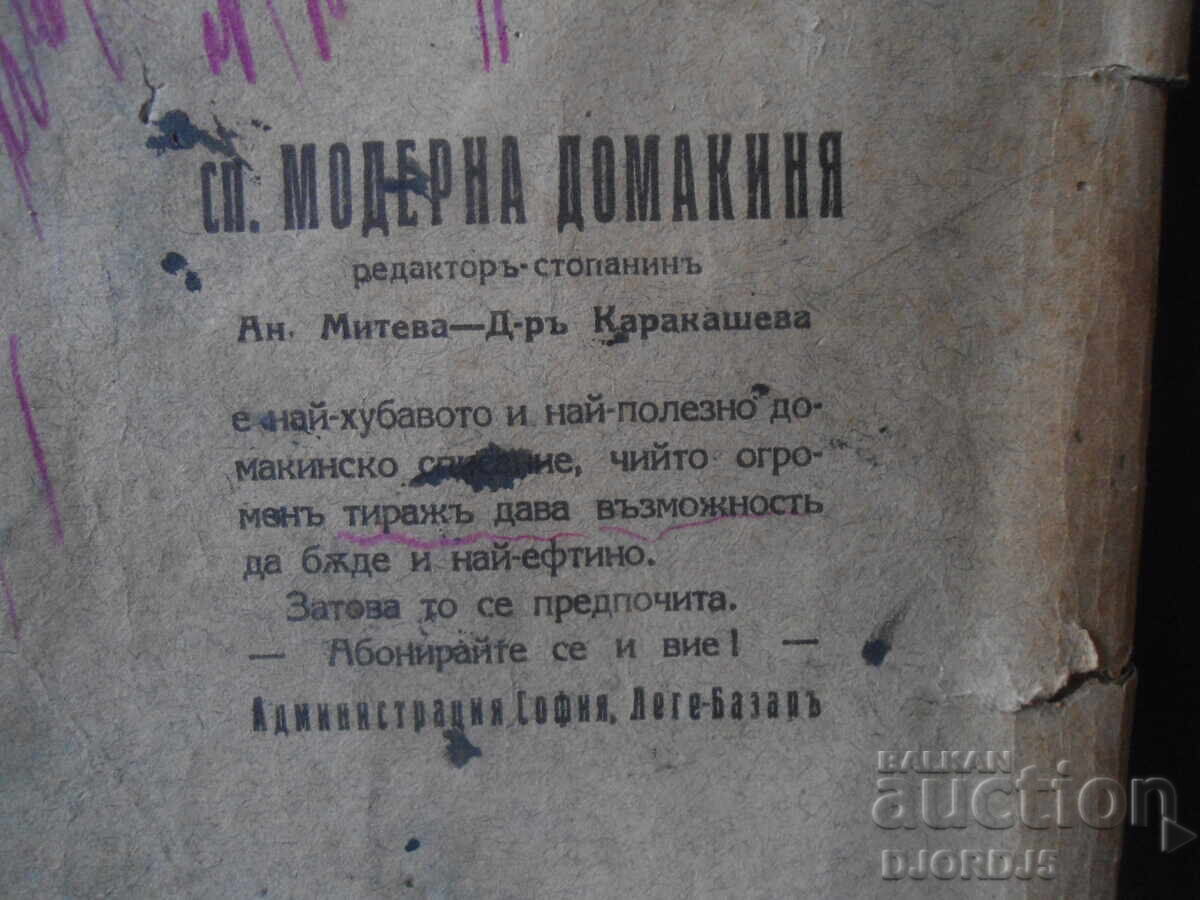 сп. МОДЕРНА ДОМАКИНЯ
редакторъ-стопанинъ
Ан. Митева—Д-ръ Каракашева
е най-хубавото и най-полезно до-
макинско списание, чийто огро-
менъ тиражъ дава възможность
да бѫде и най-ефтино.
Затова то се предпочита.
— Абонирайте се и вие! —
Администрация София, Леге-Базаръ
BALKAN
auction
DJORDJ5